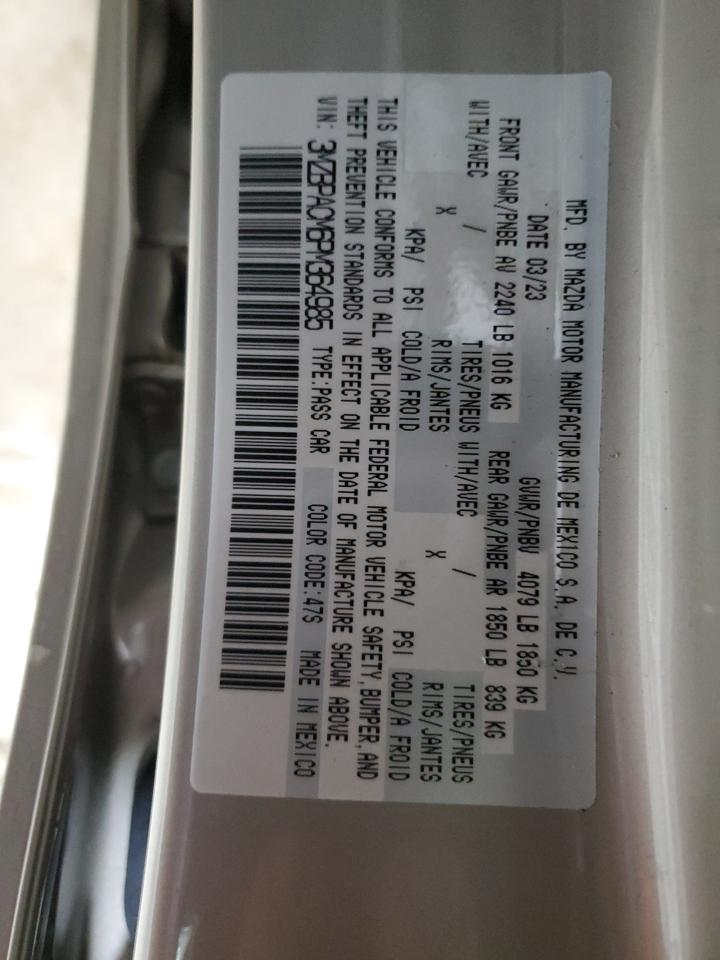 MFD. BY MAZDA MOTOR MANUFACTURING DE MEXICO S.A. DE C.V.
DATE 03/23 GVWR/PNBV 4079 LB 1850 KG
FRONT GAWR/PNBE AV 2240 LB 1016 KG REAR GAWR/PNBE AR 1850 LB 839 KG
WITH/AVEC / TIRES/PNEUS WITH/AVEC / TIRES/PNEUS
X RIMS/JANTES X RIMS/JANTES
KPA/ PSI COLD/A FROID KPA/ PSI COLD/A FROID
THIS VEHICLE CONFORMS TO ALL APPLICABLE FEDERAL MOTOR VEHICLE SAFETY, BUMPER, AND
THEFT PREVENTION STANDARDS IN EFFECT ON THE DATE OF MANUFACTURE SHOWN ABOVE.
VIN: 3MZBPACM6PM364985 TYPE:PASS CAR COLOR CODE:47S MADE IN MEXICO